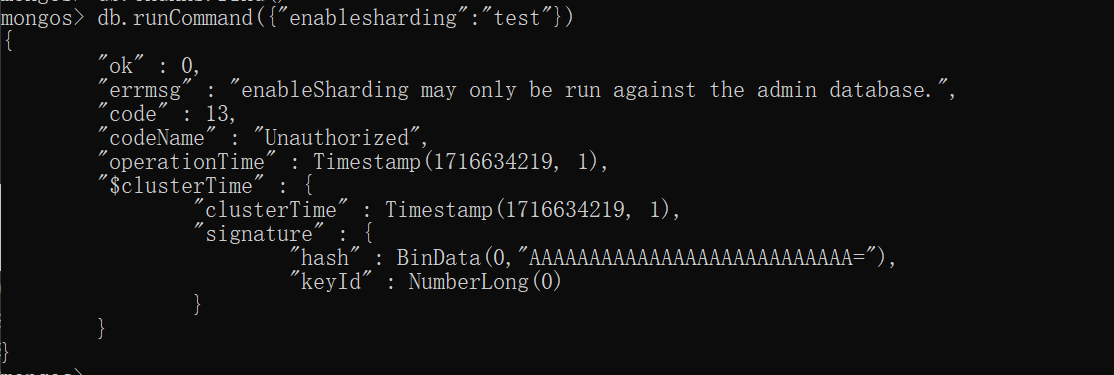 mongos> db.runCommand({"enablesharding":"test"})
{
"ok" : 0,
"errmsg" : "enableSharding may only be run against the admin database.",
"code" : 13,
"codeName" : "Unauthorized",
"operationTime" : Timestamp(1716634219, 1),
"$clusterTime" : {
"clusterTime" : Timestamp(1716634219, 1),
"signature" : {
"hash" : BinData(0,"AAAAAAAAAAAAAAAAAAAAAAAAAAA="),
"keyId" : NumberLong(0)
}
}
}
mongos>